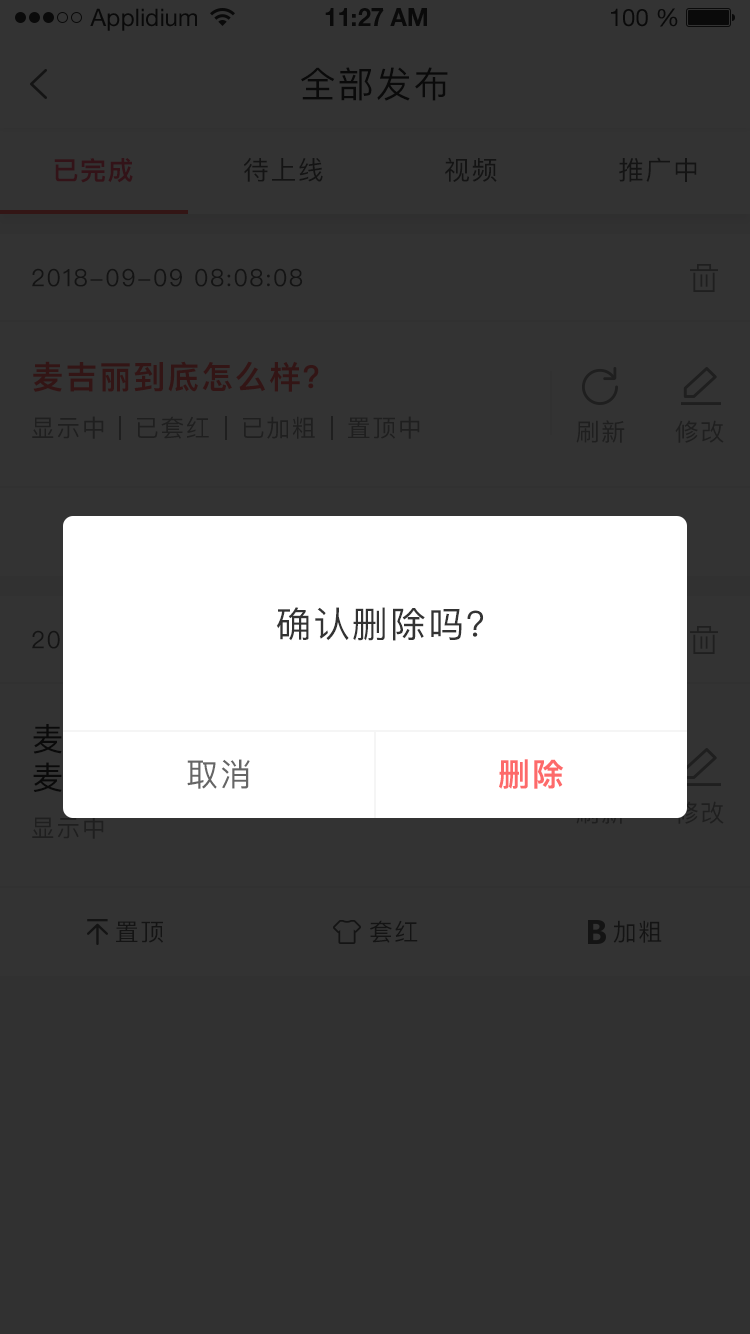 Applidium 11:27 AM 100 %
全部发布
已完成 待上线 视频 推广中
2018-09-09 08:08:08
麦吉丽到底怎么样?
显示中 | 已套红 | 已加粗 | 置顶中
刷新 修改
确认删除吗?
20
麦
麦
取消 删除
显示中
刷新 修改
置顶 套红 B 加粗